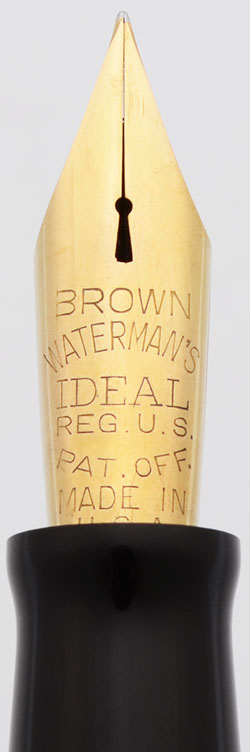 BROWN
WATERMAN'S
IDEAL
REG. U.S.
PAT. OFF.
MADE IN
U.S.A